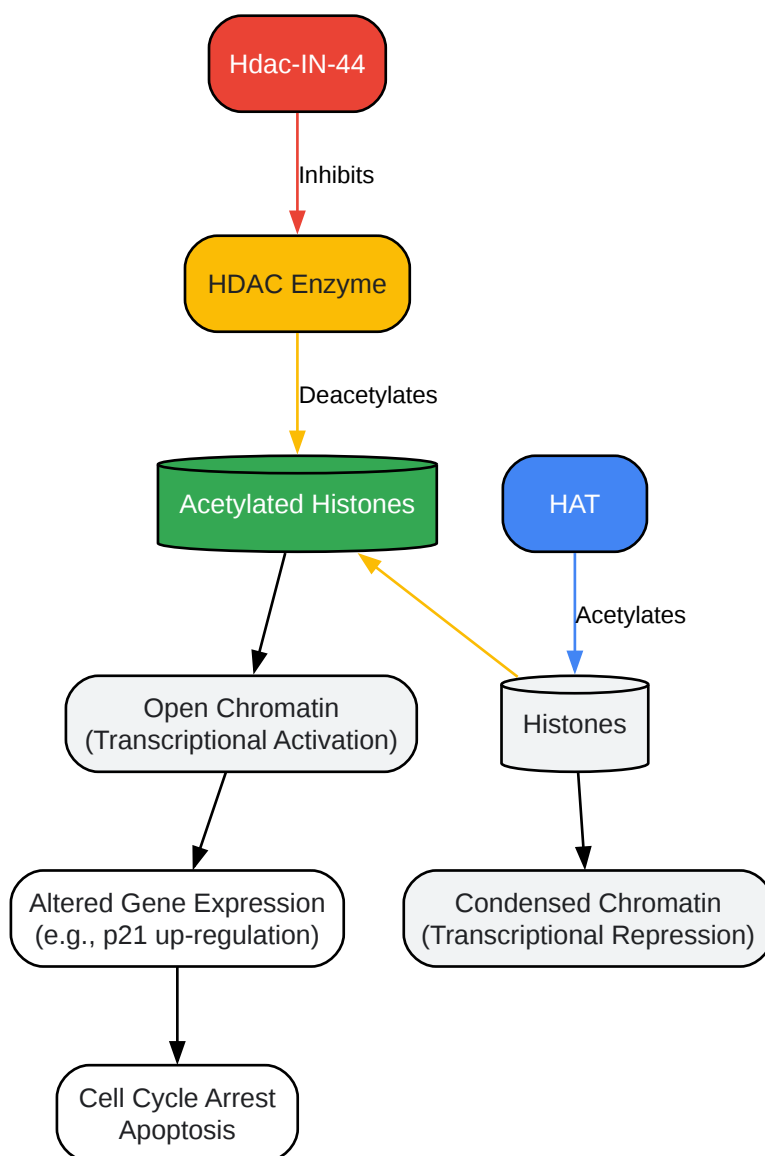 Hdac-IN-44
Inhibits
HDAC Enzyme
Deacetylates
Acetylated Histones
HAT
Acetylates
Open Chromatin
(Transcriptional Activation)
Histones
Altered Gene Expression
(e.g., p21 up-regulation)
Condensed Chromatin
(Transcriptional Repression)
Cell Cycle Arrest
Apoptosis